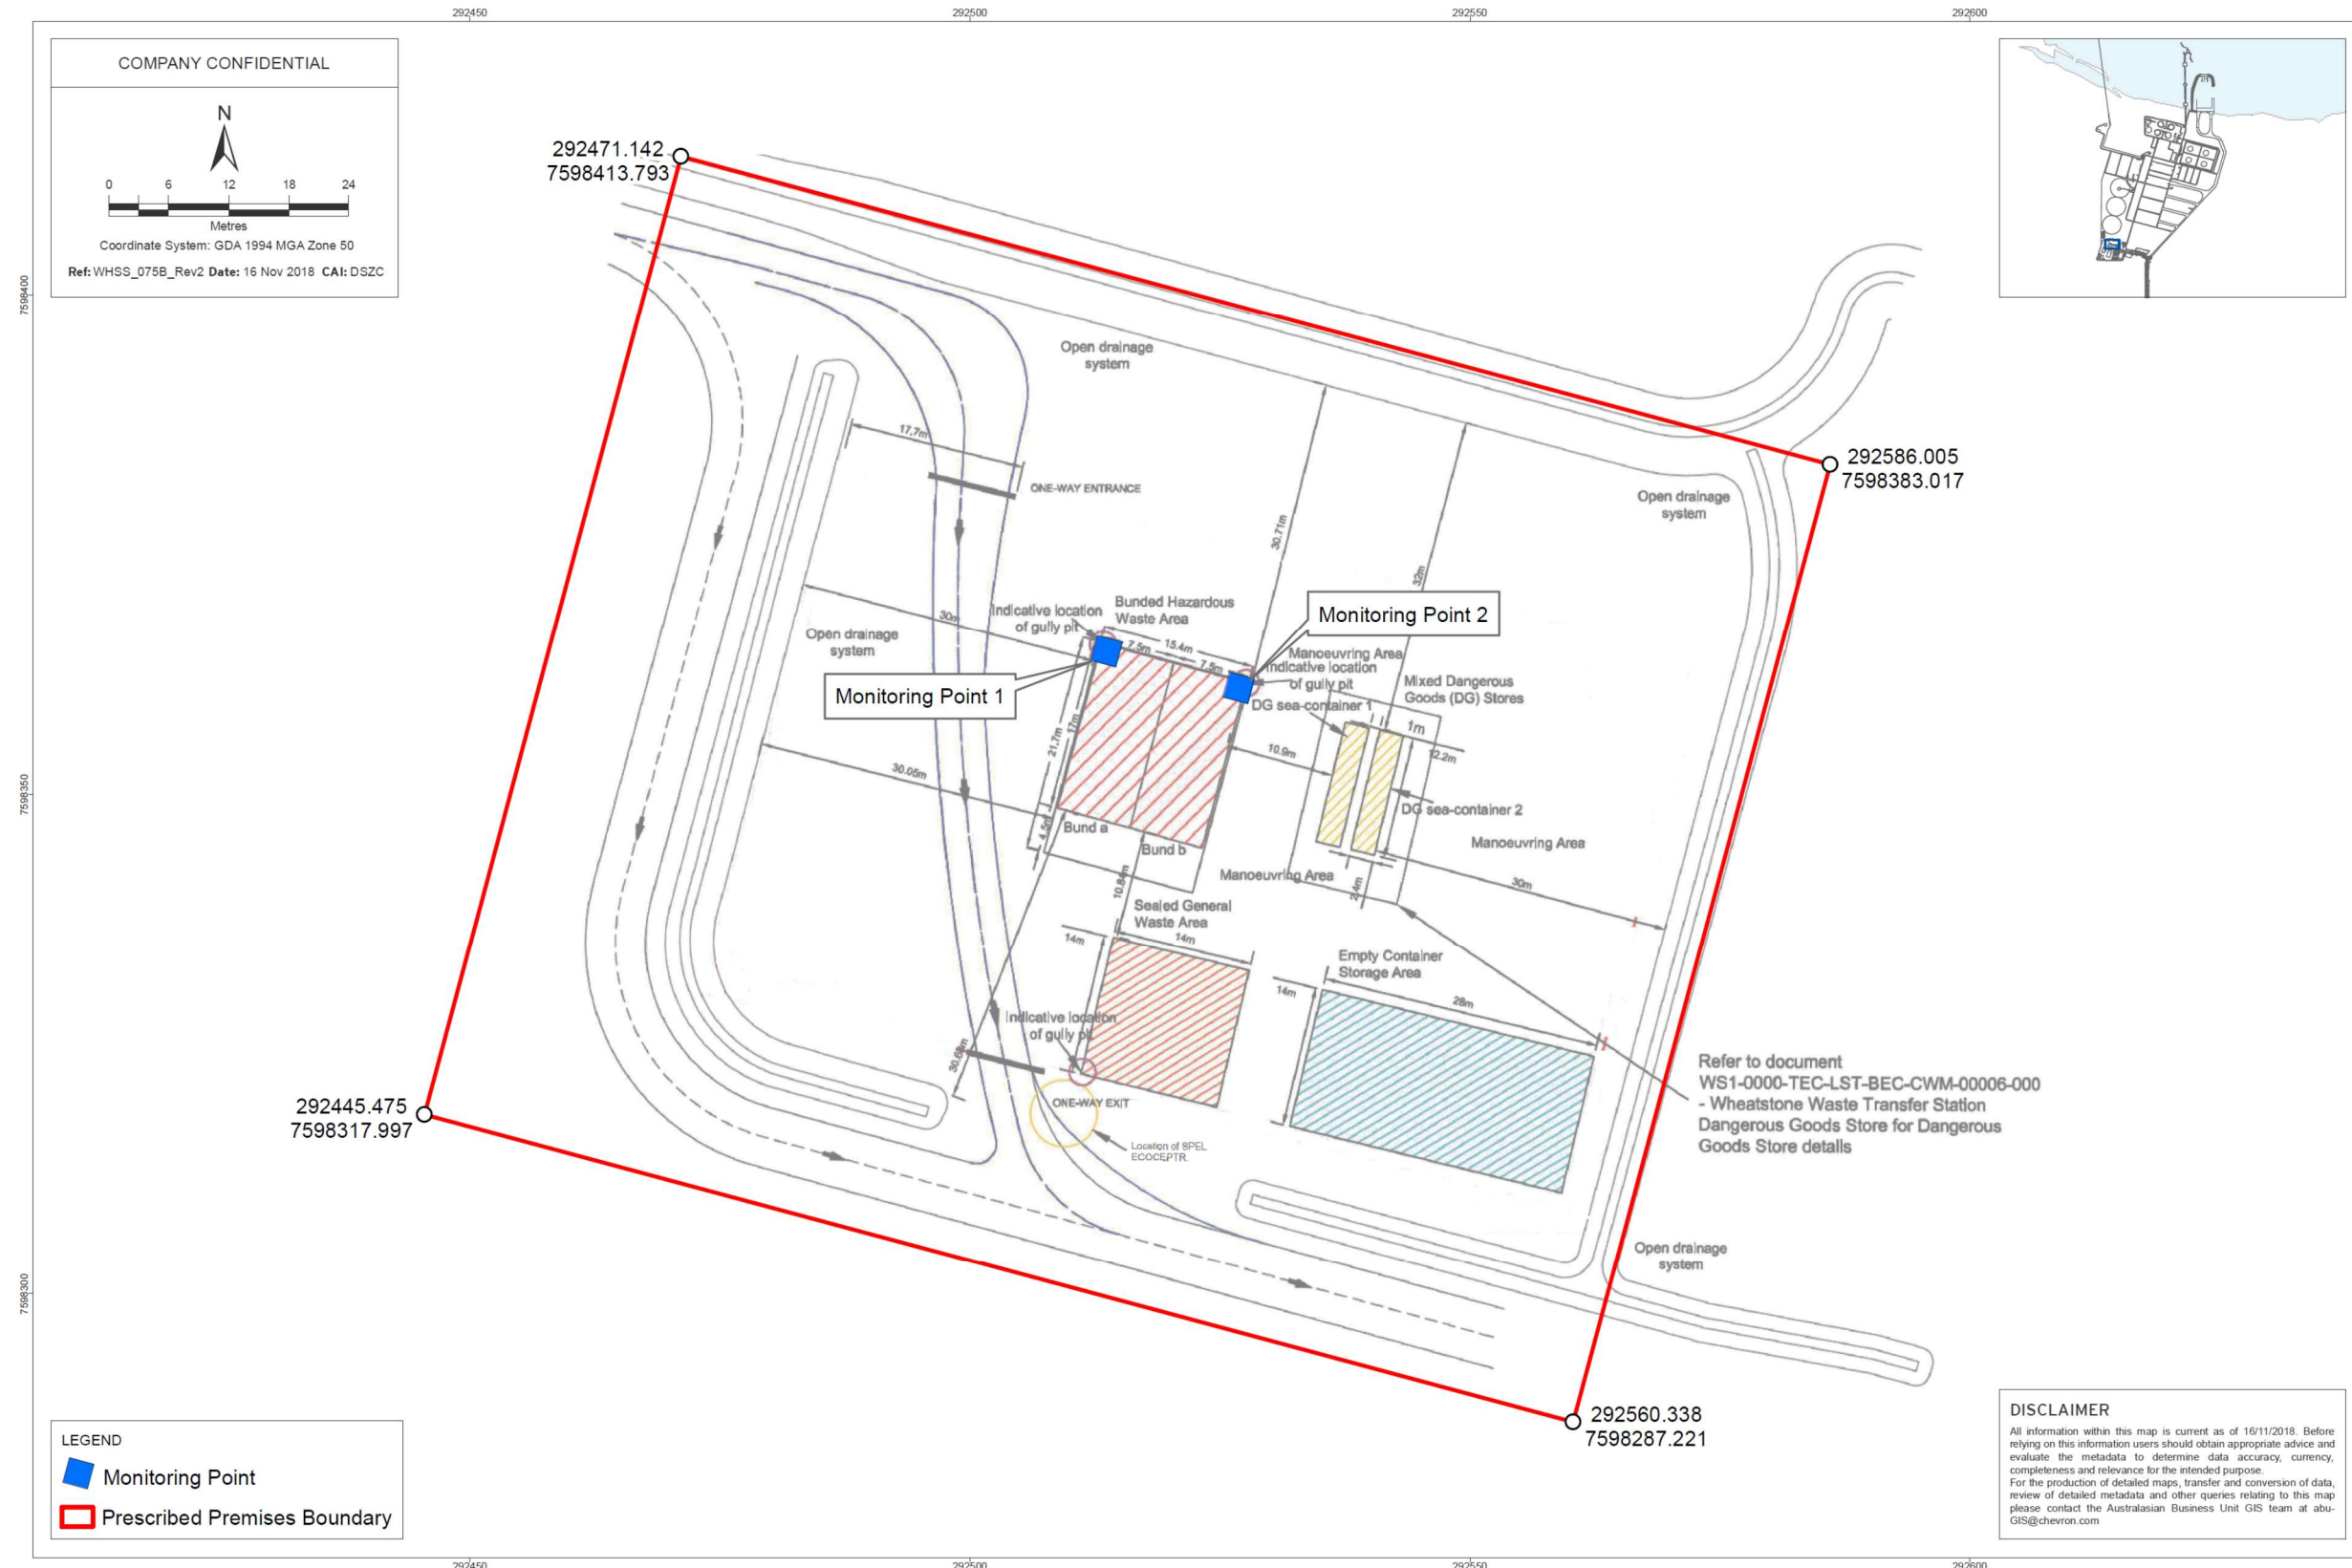 292450
292500
292550
292600
COMPANY CONFIDENTIAL
N
0 6 12 18 24
Metres
Coordinate System: GDA 1994 MGA Zone 50
Ref: WHSS_075B_Rev2 Date: 16 Nov 2018 CAI: DSZC
7598400
7598350
7598300
292471.142
7598413.793
292586.005
7598383.017
Open drainage
system
17.7m
ONE-WAY ENTRANCE
Open drainage
system
30.71m
32m
Indicative location
of gully pit
Bunded Hazardous
Waste Area
Monitoring Point 2
30m
Open drainage
system
7.5m
15.4m
7.5m
Manoeuvring Area
Indicative location
of gully pit
Mixed Dangerous
Goods (DG) Stores
Monitoring Point 1
DG sea-container 1
1m
21.7m
17m
10.9m
12.2m
30.05m
DG sea-container 2
Bund a
4.5m
Bund b
Manoeuvring Area
Manoeuvring Area
30m
2.4m
Sealed General
Waste Area
14m
14m
Empty Container
Storage Area
14m
28m
Indicative location
of gully pit
ONE-WAY EXIT
Location of SPEL
ECOCEPTR.
Refer to document
WS1-0000-TEC-LST-BEC-CWM-00006-000
- Wheatstone Waste Transfer Station
Dangerous Goods Store for Dangerous
Goods Store details
292445.475
7598317.997
Open drainage
system
292560.338
7598287.221
LEGEND
Monitoring Point
Prescribed Premises Boundary
DISCLAIMER
All information within this map is current as of 16/11/2018. Before
relying on this information users should obtain appropriate advice and
evaluate the metadata to determine data accuracy, currency,
completeness and relevance for the intended purpose.
For the production of detailed maps, transfer and conversion of data,
review of detailed metadata and other queries relating to this map
please contact the Australasian Business Unit GIS team at abu-
GIS@chevron.com
292450
292500
292550
292600